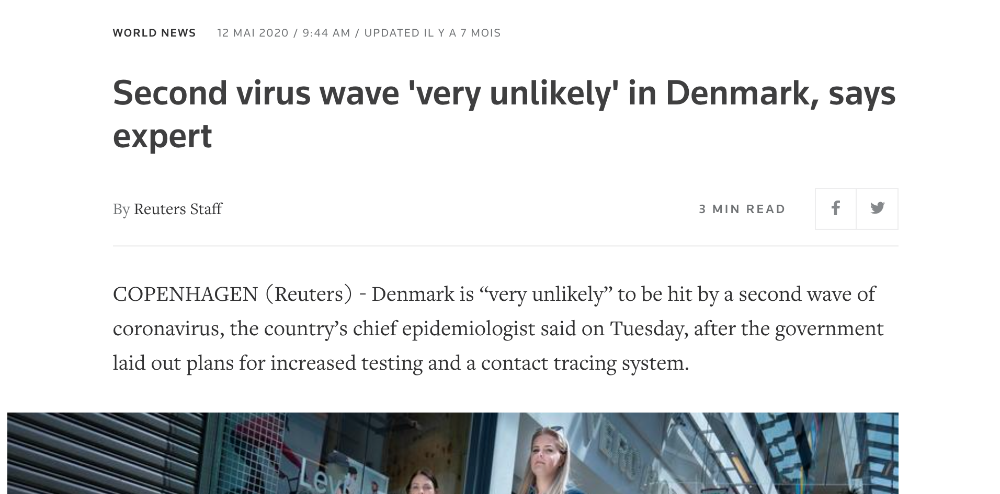 WORLD NEWS 12 MAI 2020 / 9:44 AM / UPDATED IL Y A 7 MOIS
Second virus wave 'very unlikely' in Denmark, says
expert
By Reuters Staff
3 MIN READ
COPENHAGEN (Reuters) - Denmark is “very unlikely” to be hit by a second wave of
coronavirus, the country’s chief epidemiologist said on Tuesday, after the government
laid out plans for increased testing and a contact tracing system.